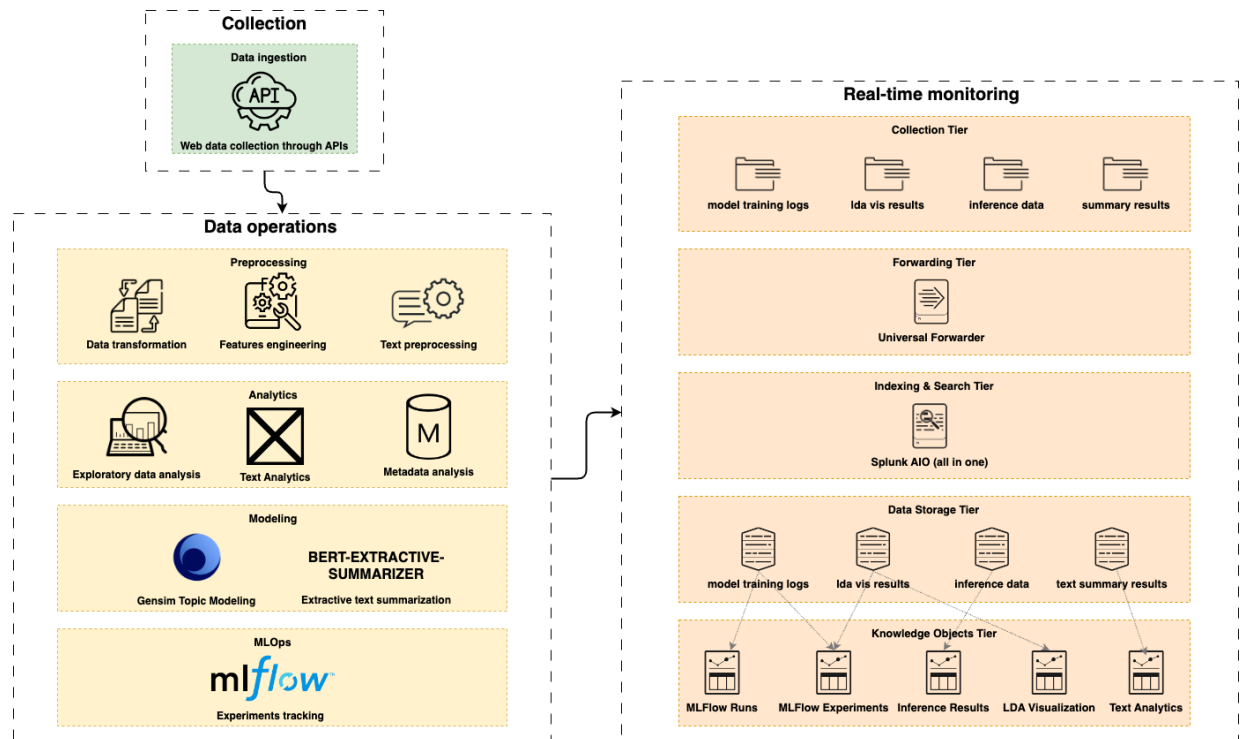 Collection
Data ingestion
API
Web data collection through APIs
Data operations
Preprocessing
Data transformation
Features engineering
Text preprocessing
Analytics
M
Exploratory data analysis
Text Analytics
Metadata analysis
Modeling
BERT-EXTRACTIVE-
SUMMARIZER
Gensim Topic Modeling
Extractive text summarization
MLOps
mlflow™
Experiments tracking
Real-time monitoring
Collection Tier
model training logs
lda vis results
inference data
summary results
Forwarding Tier
Universal Forwarder
Indexing & Search Tier
Splunk AIO (all in one)
Data Storage Tier
model training logs
lda vis results
inference data
text summary results
Knowledge Objects Tier
MLFlow Runs
MLFlow Experiments
Inference Results
LDA Visualization
Text Analytics